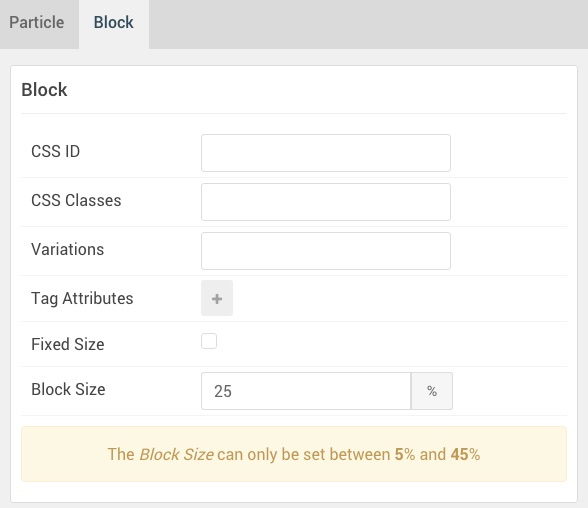 Particle Block
Block
CSS ID
CSS Classes
Variations
Tag Attributes +
Fixed Size
Block Size 25 %
The Block Size can only be set between 5% and 45%